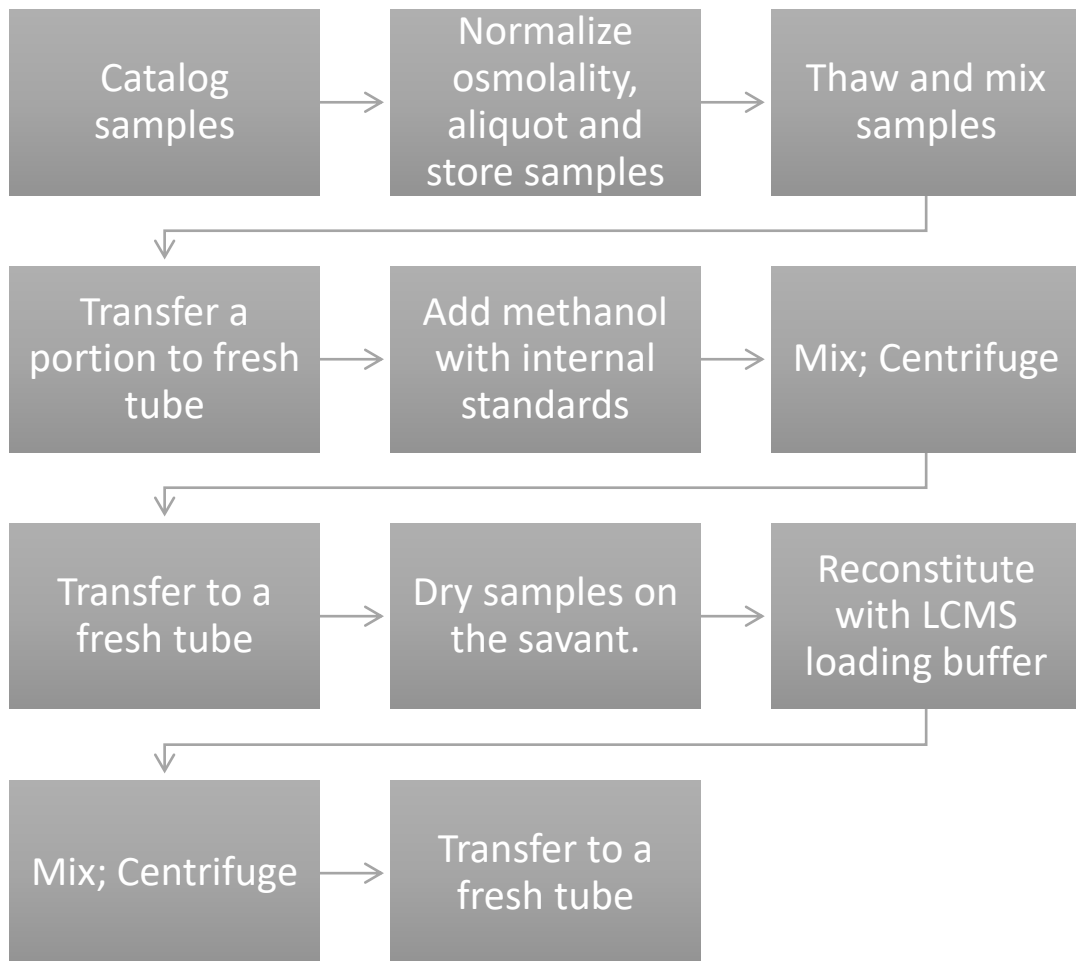 Catalog
samples
Normalize
osmolality,
aliquot and
store samples
Thaw and mix
samples
Transfer a
portion to fresh
tube
Add methanol
with internal
standards
Mix; Centrifuge
Transfer to a
fresh tube
Dry samples on
the savant.
Reconstitute
with LCMS
loading buffer
Mix; Centrifuge
Transfer to a
fresh tube